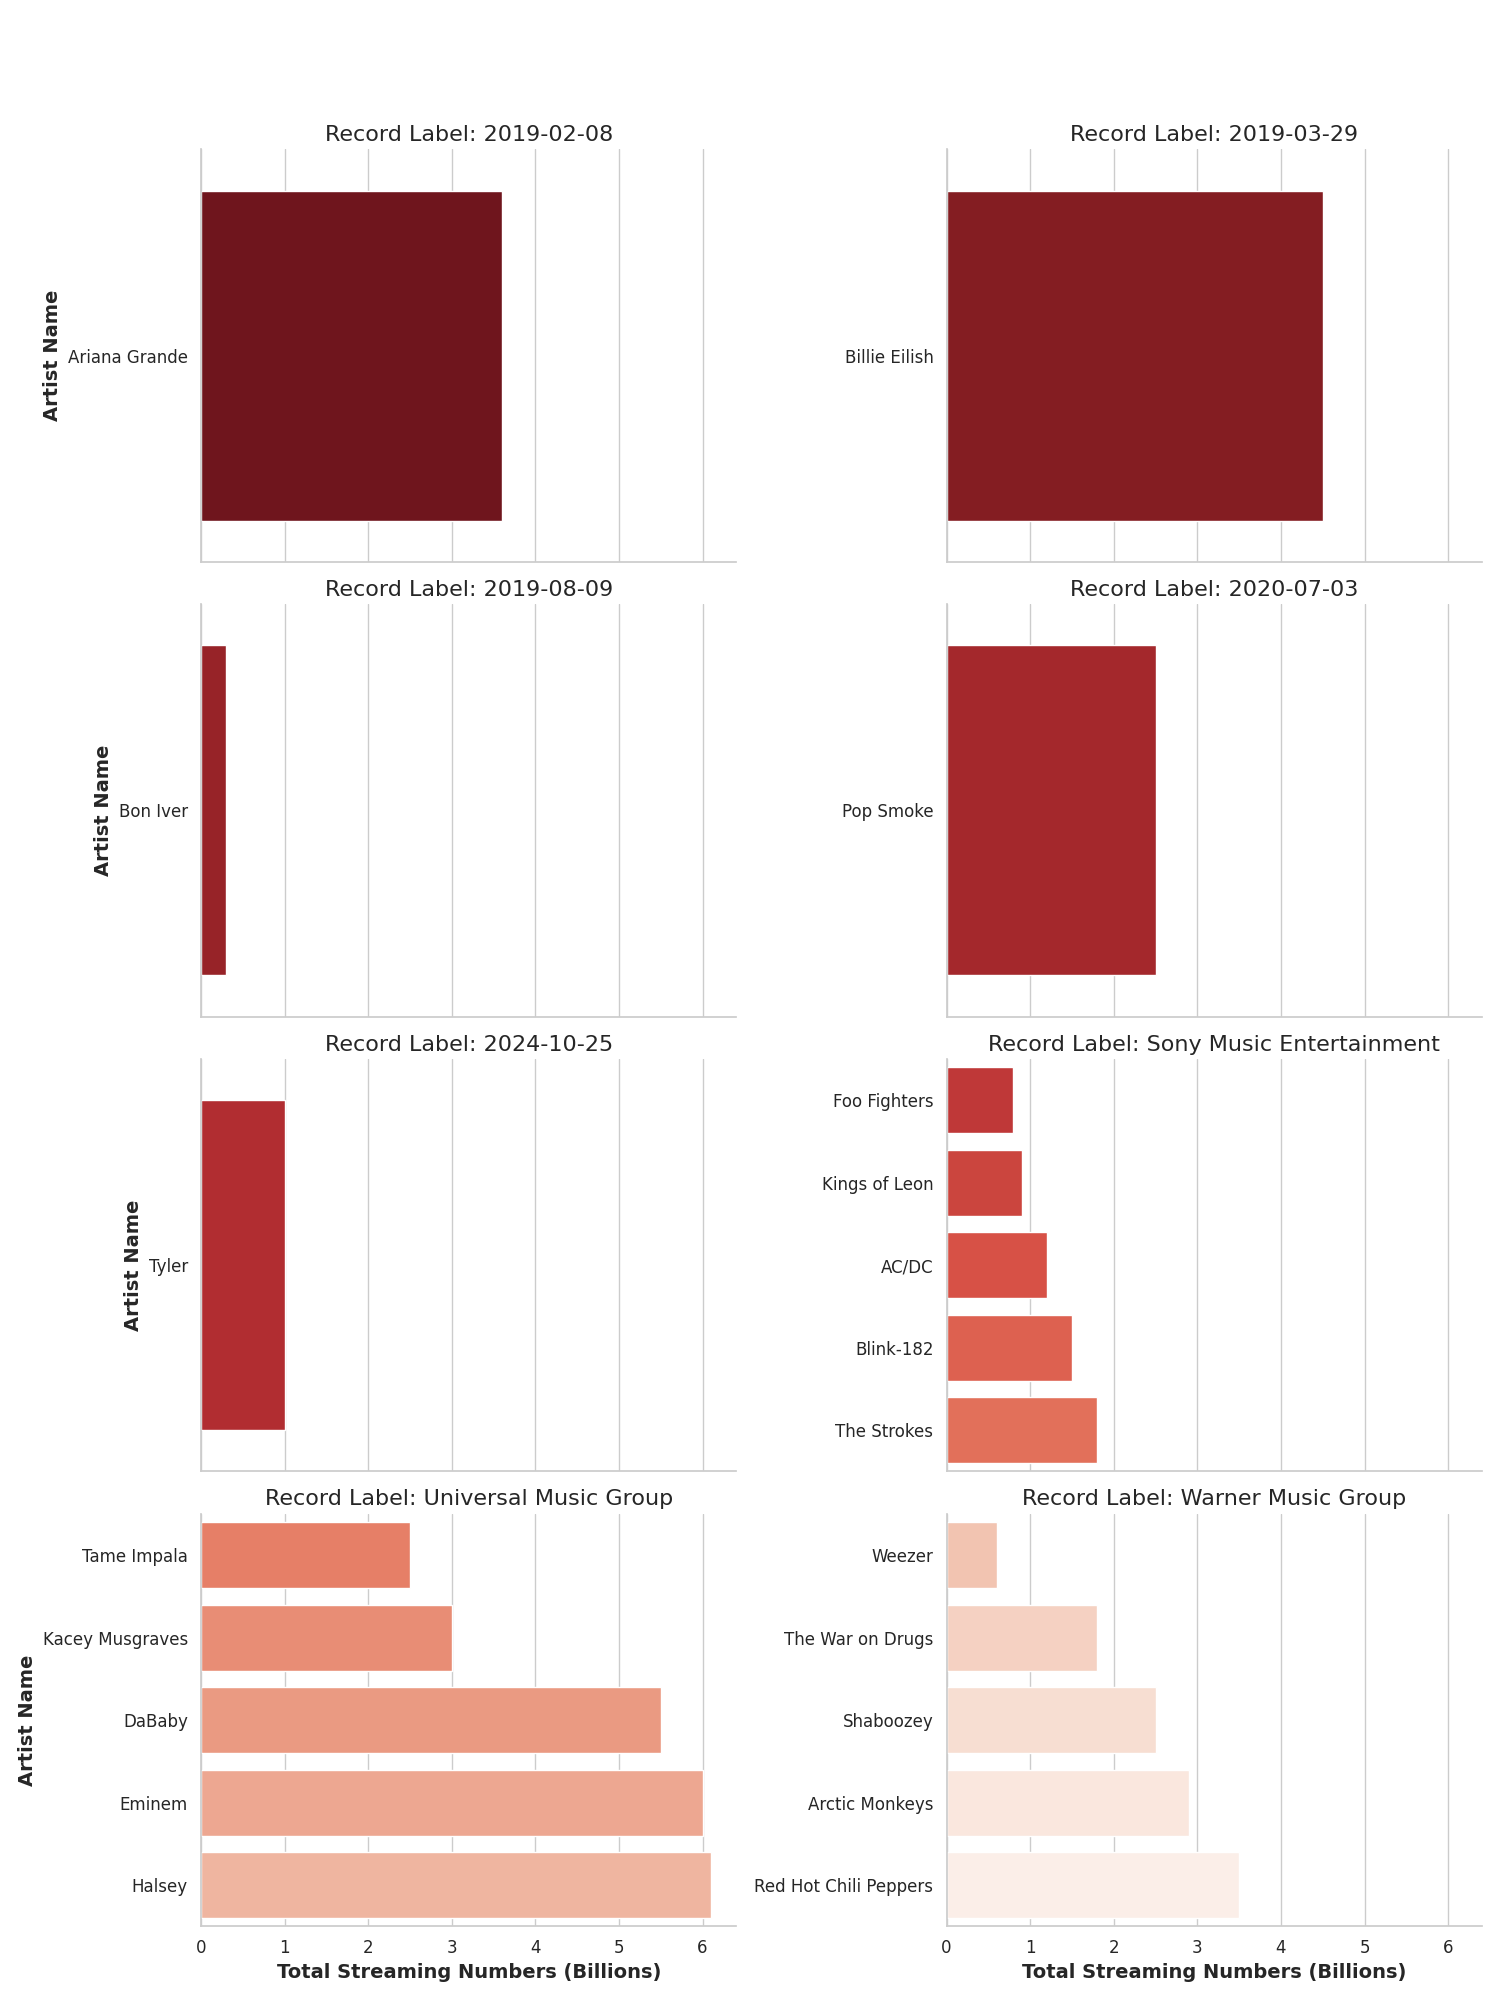 Record Label: 2019-02-08
Artist Name
Ariana Grande
Record Label: 2019-03-29
Billie Eilish
Record Label: 2019-08-09
Artist Name
Bon Iver
Record Label: 2020-07-03
Pop Smoke
Record Label: 2024-10-25
Artist Name
Tyler
Record Label: Sony Music Entertainment
Foo Fighters
Kings of Leon
AC/DC
Blink-182
The Strokes
Record Label: Universal Music Group
Artist Name
Tame Impala
Kacey Musgraves
DaBaby
Eminem
Halsey
0 1 2 3 4 5 6
Total Streaming Numbers (Billions)
Record Label: Warner Music Group
Weezer
The War on Drugs
Shaboozey
Arctic Monkeys
Red Hot Chili Peppers
0 1 2 3 4 5 6
Total Streaming Numbers (Billions)